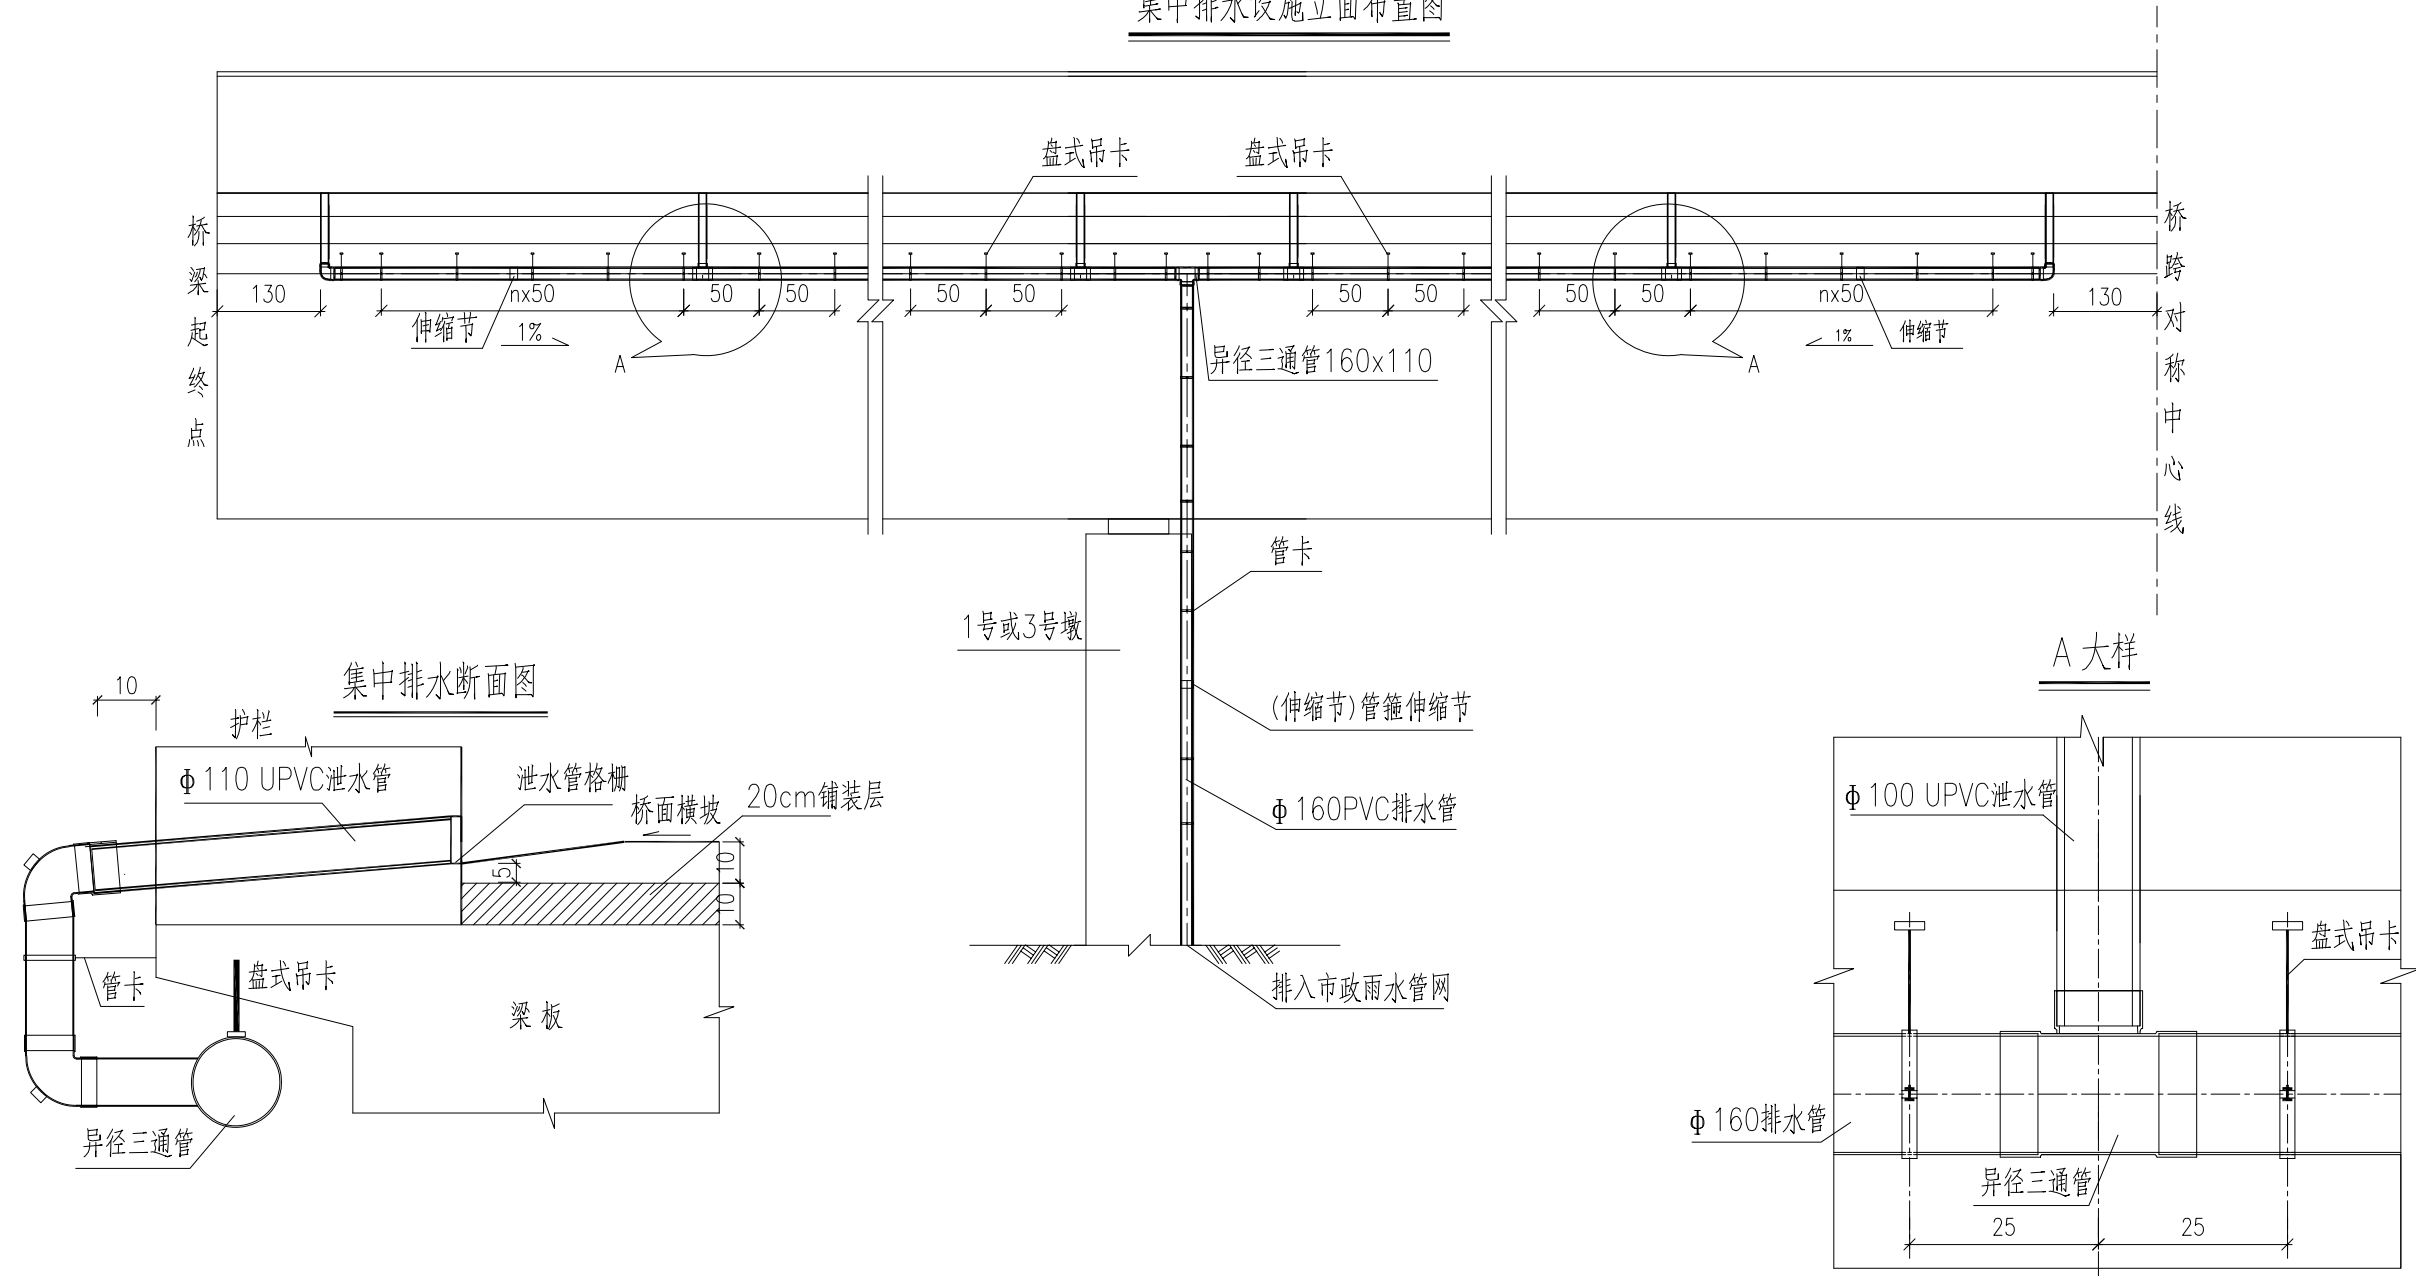 集中排水设施立面布置图
盘式吊卡
盘式吊卡
桥梁起终点
桥跨对称中心线
130
nx50
50
50
50
50
50
50
50
50
nx50
130
伸缩节
1%
A
异径三通管160x110
1%
伸缩节
A
管卡
1号或3号墩
(伸缩节)管箍伸缩节
φ160PVC排水管
排入市政雨水管网
集中排水断面图
10
护栏
φ110 UPVC泄水管
泄水管格栅
桥面横坡
20cm铺装层
5
10
10
管卡
盘式吊卡
梁板
异径三通管
A 大样
φ100 UPVC泄水管
盘式吊卡
φ160排水管
异径三通管
25
25